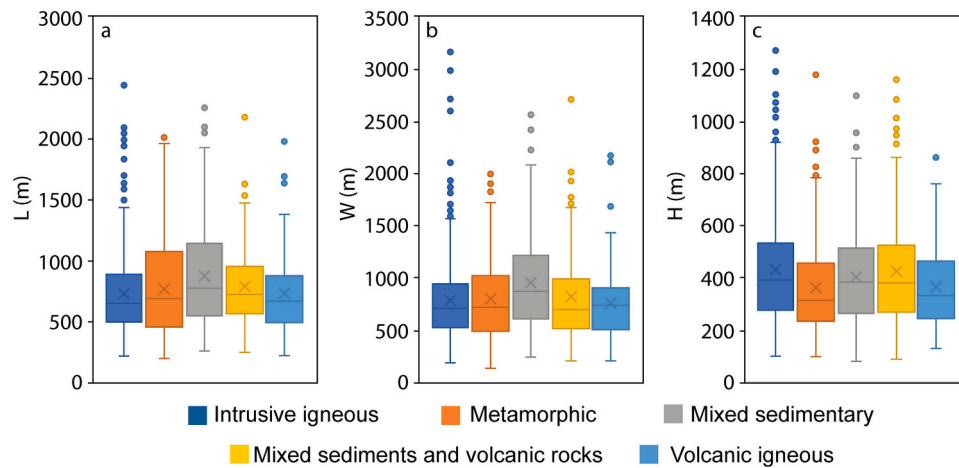 a
3000
2500
2000
1500
1000
500
0
L (m)
b
3500
3000
2500
2000
1500
1000
500
0
W (m)
c
1400
1200
1000
800
600
400
200
0
H (m)
Intrusive igneous
Metamorphic
Mixed sedimentary
Mixed sediments and volcanic rocks
Volcanic igneous